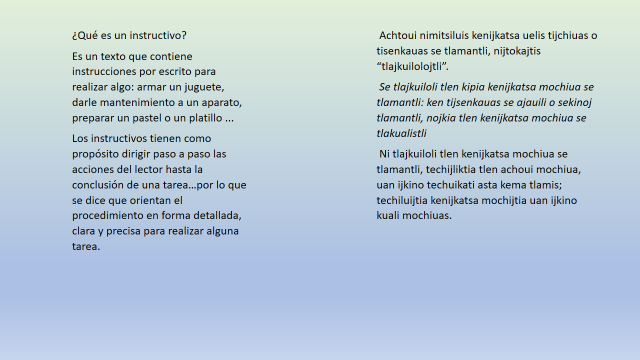 ¿Qué es un instructivo?
Es un texto que contiene
instrucciones por escrito para
realizar algo: armar un juguete,
darle mantenimiento a un aparato,
preparar un pastel o un platillo ...
Los instructivos tienen como
propósito dirigir paso a paso las
acciones del lector hasta la
conclusión de una tarea...por lo que
se dice que orientan el
procedimiento en forma detallada,
clara y precisa para realizar alguna
tarea.
Achtoui nimitsiluis kenijkatsa uelis tijchiuas o
tisenkauas se tlamantli, nijtokajtis
“tlajkuilolojtli”.
Se tlajkuiloli tlen kipia kenijkatsa mochiua se
tlamantli: ken tijsenkauas se ajauili o sekinoj
tlamantli, nojkia tlen kenijkatsa mochiua se
tlakualistli
Ni tlajkuiloli tlen kenijkatsa mochiua se
tlamantli, techijliktia tlen achoui mochiua,
uan ijkino techuikati asta kema tlamis;
techiluijtia kenijkatsa mochijtia uan ijkino
kuali mochiuas.